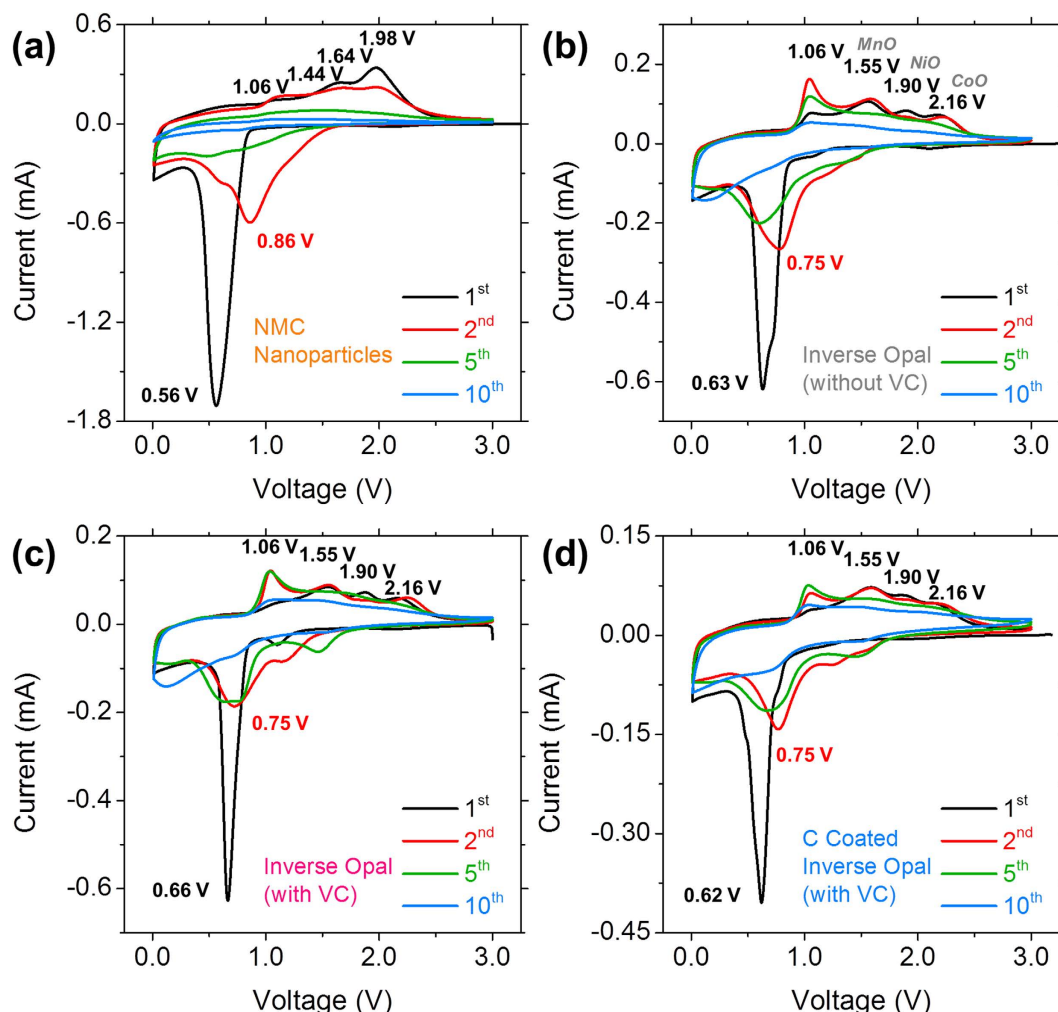 (a)
0.6
0.0
-0.6
-1.2
-1.8
Current (mA)
1.98 V
1.64 V
1.44 V
1.06 V
0.86 V
0.56 V
NMC
Nanoparticles
1st
2nd
5th
10th
0.0 1.0 2.0 3.0
Voltage (V)
(b)
0.2
0.0
-0.2
-0.4
-0.6
Current (mA)
1.06 V
MnO
1.55 V
NiO
1.90 V
CoO
2.16 V
0.75 V
0.63 V
Inverse Opal
(without VC)
1st
2nd
5th
10th
0.0 1.0 2.0 3.0
Voltage (V)
(c)
0.2
0.0
-0.2
-0.4
-0.6
Current (mA)
1.06 V
1.55 V
1.90 V
2.16 V
0.75 V
0.66 V
Inverse Opal
(with VC)
1st
2nd
5th
10th
0.0 1.0 2.0 3.0
Voltage (V)
(d)
0.15
0.00
-0.15
-0.30
-0.45
Current (mA)
1.06 V
1.55 V
1.90 V
2.16 V
0.75 V
0.62 V
C Coated
Inverse Opal
(with VC)
1st
2nd
5th
10th
0.0 1.0 2.0 3.0
Voltage (V)